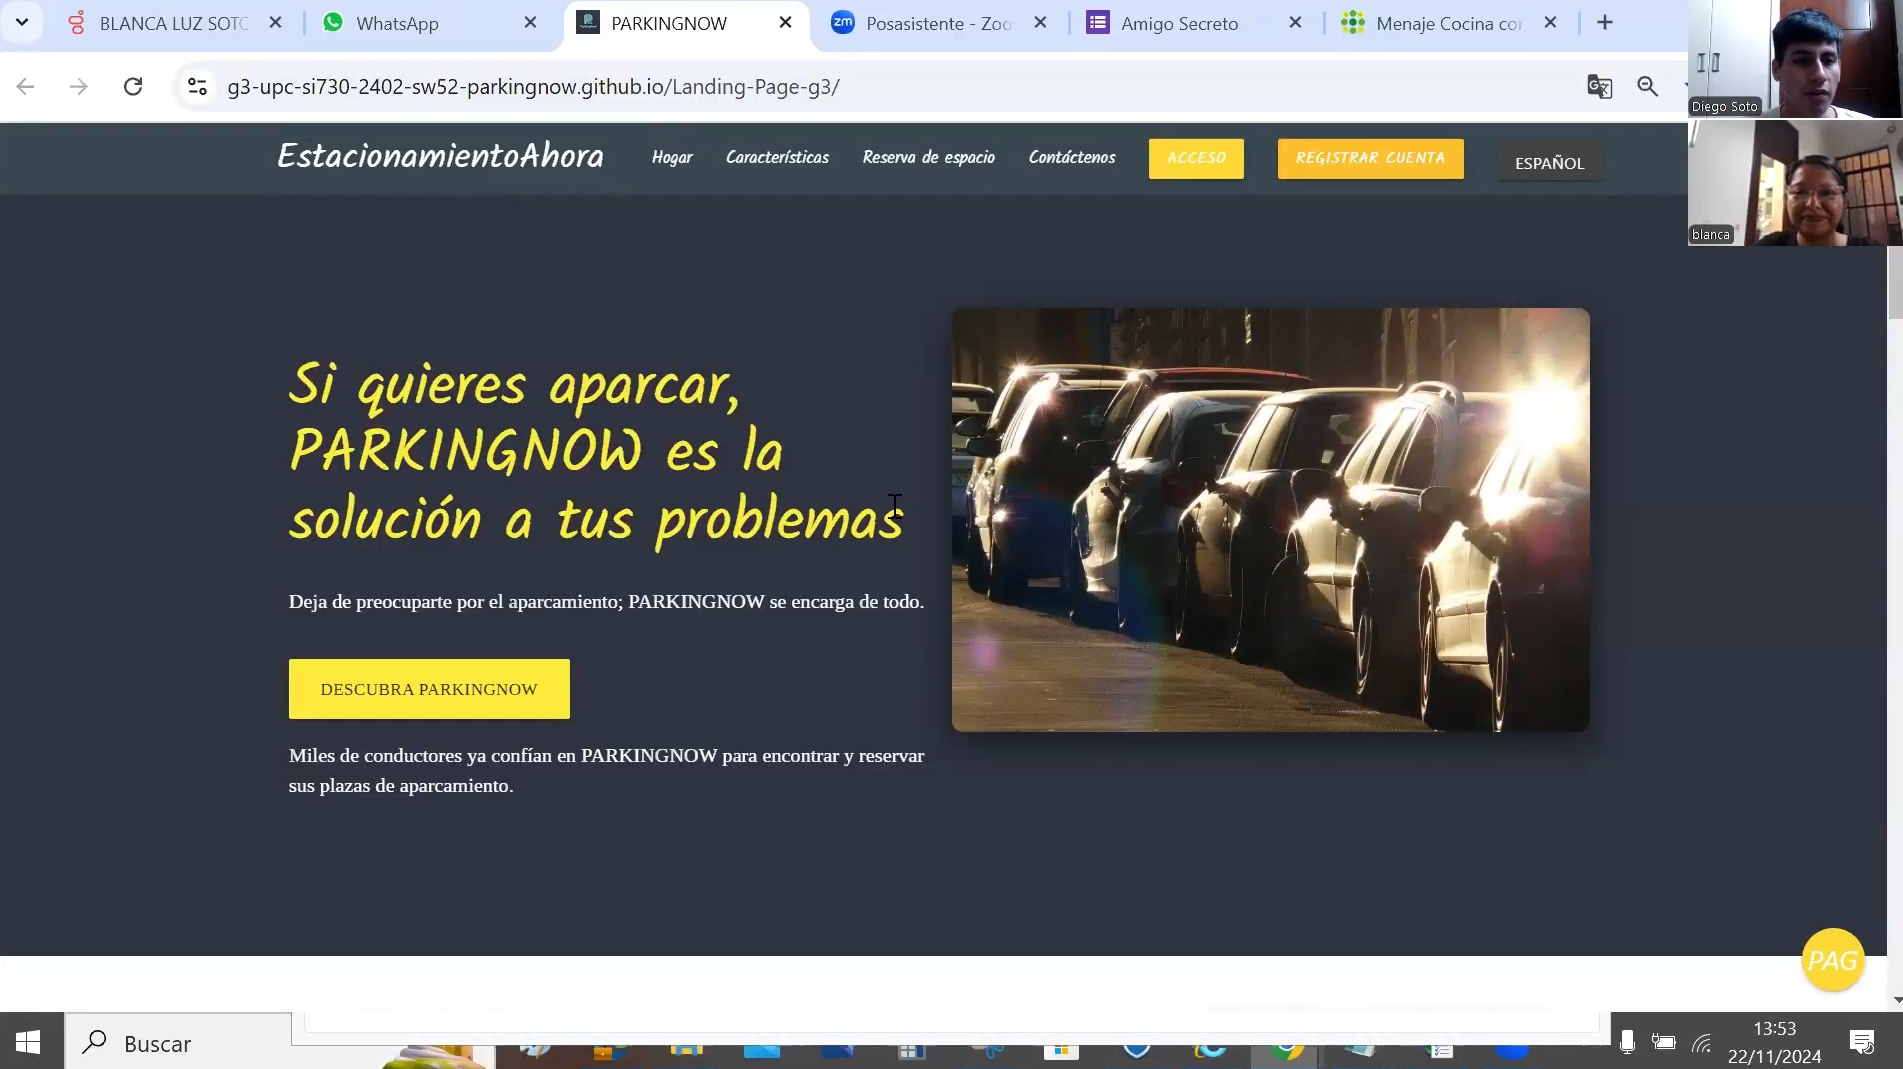 BLANCA LUZ SOTO
WhatsApp
PARKINGNOW
zm
Posasistente - Zoo
Amigo Secreto
Menaje Cocina co
g3-upc-si730-2402-sw52-parkingnow.github.io/Landing-Page-g3/
Diego Soto
blanca
EstacionamientoAhora
Hogar
Características
Reserva de espacio
Contáctenos
ACCESO
REGISTRAR CUENTA
ESPAÑOL
Si quieres aparcar,
PARKINGNOW es la
solución a tus problemas
Deja de preocuparte por el aparcamiento; PARKINGNOW se encarga de todo.
DESCUBRA PARKINGNOW
Miles de conductores ya confían en PARKINGNOW para encontrar y reservar
sus plazas de aparcamiento.
PAG
Buscar
13:53
22/11/2024